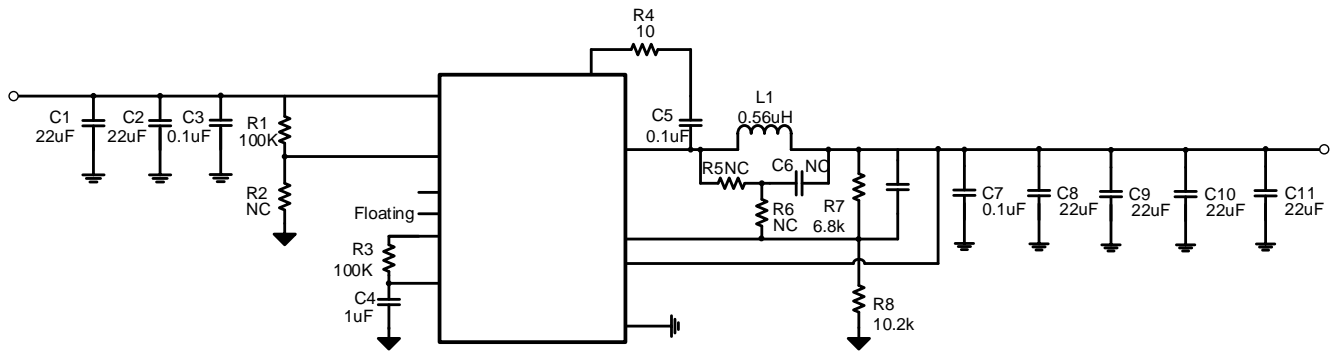 R4
10
C1
22uF
C2
22uF
C3
0.1uF
R1
100K
R2
NC
Floating
R3
100K
C4
1uF
C5
0.1uF
L1
0.56uH
R5NC
C6 NC
R6
NC
R7
6.8k
R8
10.2k
C7
0.1uF
C8
22uF
C9
22uF
C10
22uF
C11
22uF